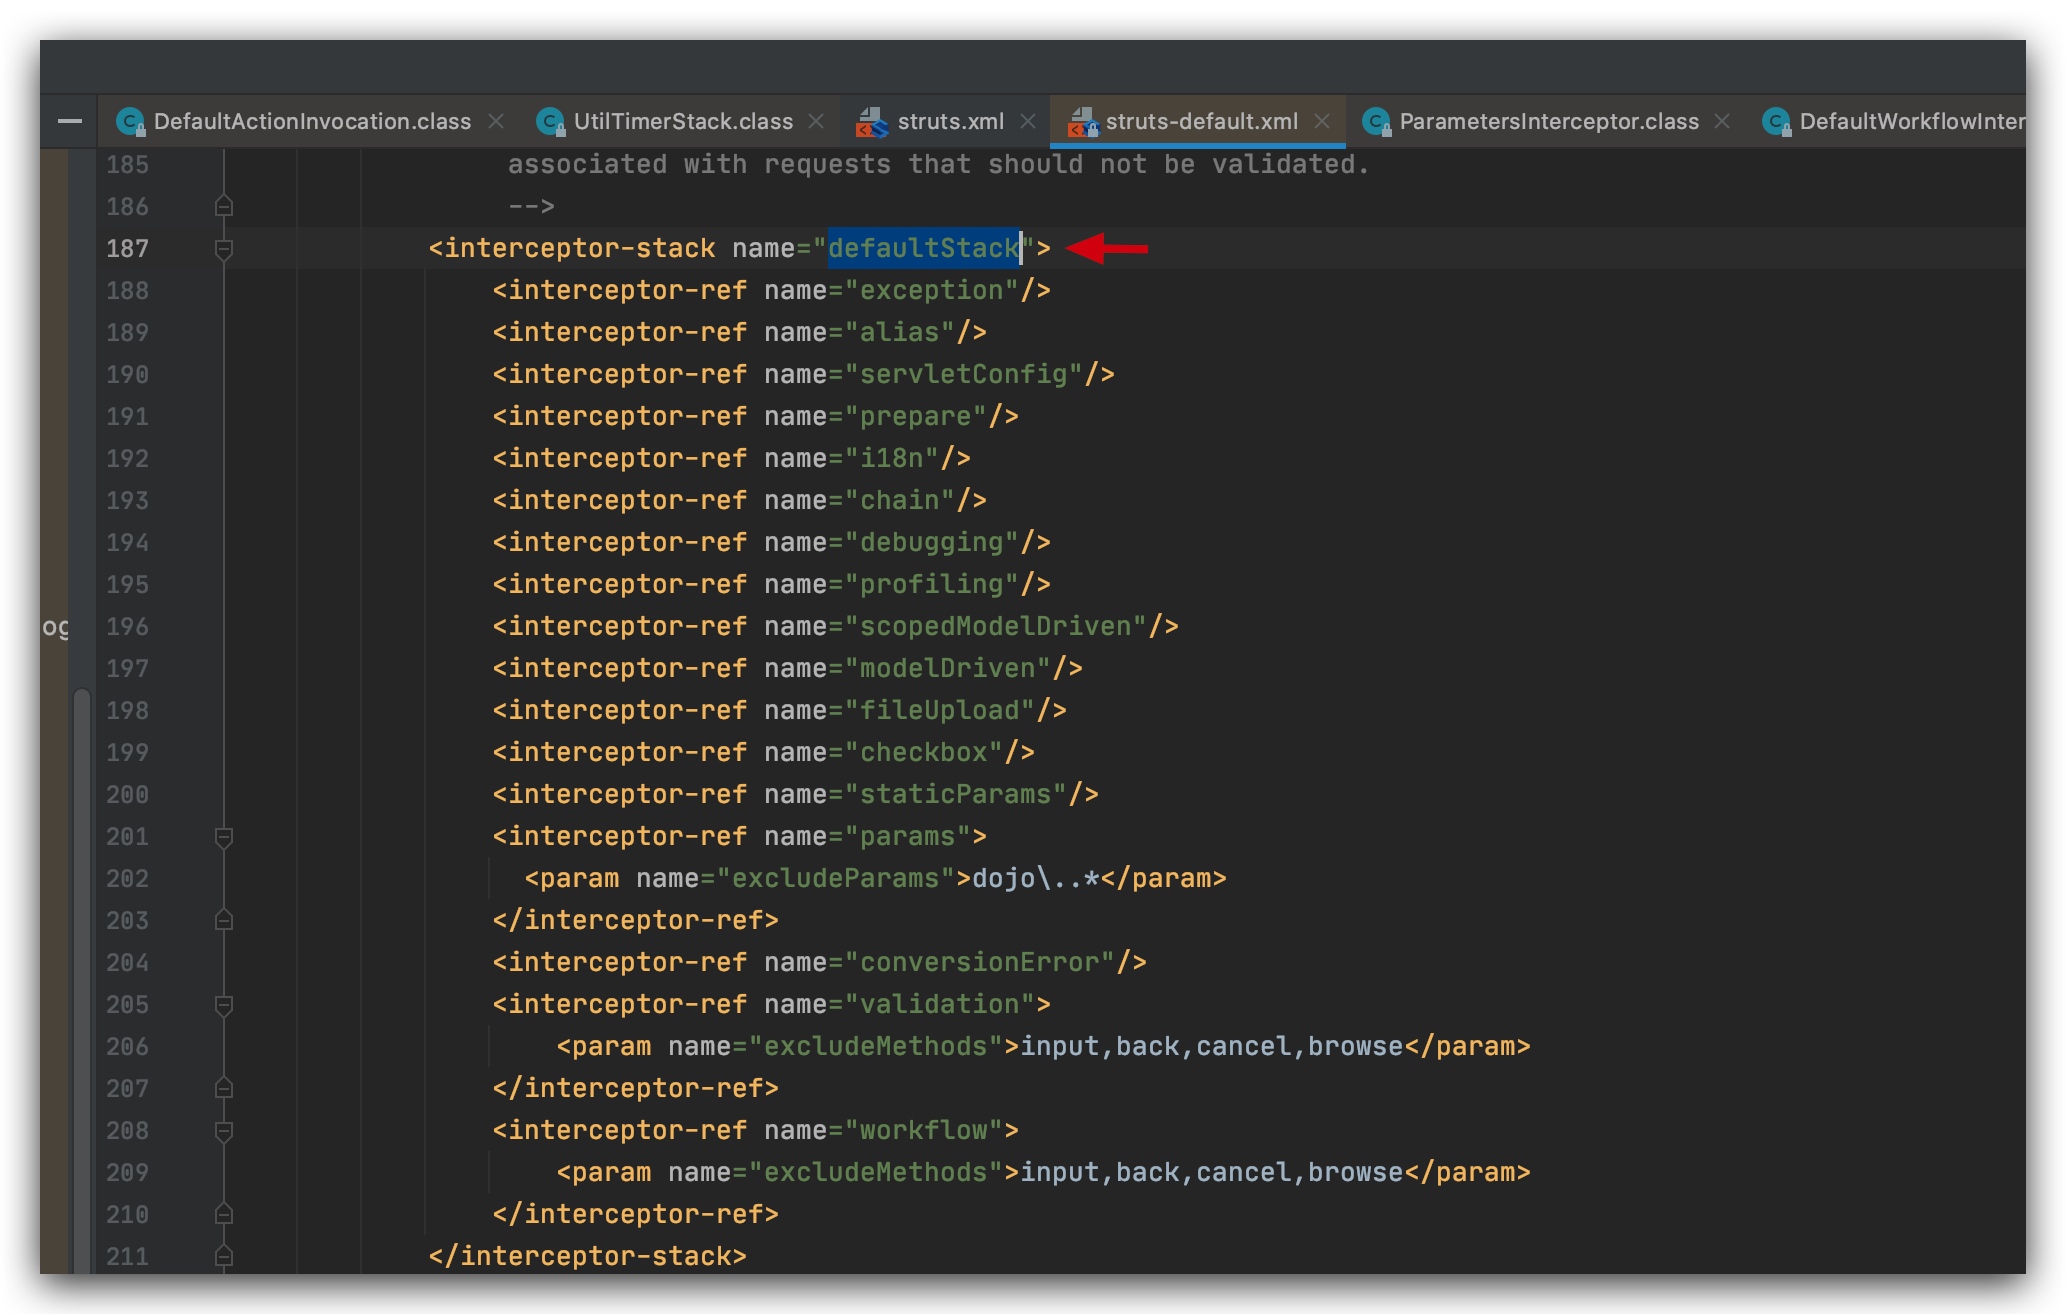 DefaultActionInvocation.class UtilTimerStack.class struts.xml struts-default.xml ParametersInterceptor.class DefaultWorkflowInter
185 associated with requests that should not be validated.
186 -->
187 <interceptor-stack name="defaultStack">
188 <interceptor-ref name="exception"/>
189 <interceptor-ref name="alias"/>
190 <interceptor-ref name="servletConfig"/>
191 <interceptor-ref name="prepare"/>
192 <interceptor-ref name="i18n"/>
193 <interceptor-ref name="chain"/>
194 <interceptor-ref name="debugging"/>
195 <interceptor-ref name="profiling"/>
og
196 <interceptor-ref name="scopedModelDriven"/>
197 <interceptor-ref name="modelDriven"/>
198 <interceptor-ref name="fileUpload"/>
199 <interceptor-ref name="checkbox"/>
200 <interceptor-ref name="staticParams"/>
201 <interceptor-ref name="params">
202 <param name="excludeParams">dojo\..*</param>
203 </interceptor-ref>
204 <interceptor-ref name="conversionError"/>
205 <interceptor-ref name="validation">
206 <param name="excludeMethods">input,back,cancel,browse</param>
207 </interceptor-ref>
208 <interceptor-ref name="workflow">
209 <param name="excludeMethods">input,back,cancel,browse</param>
210 </interceptor-ref>
211 </interceptor-stack>